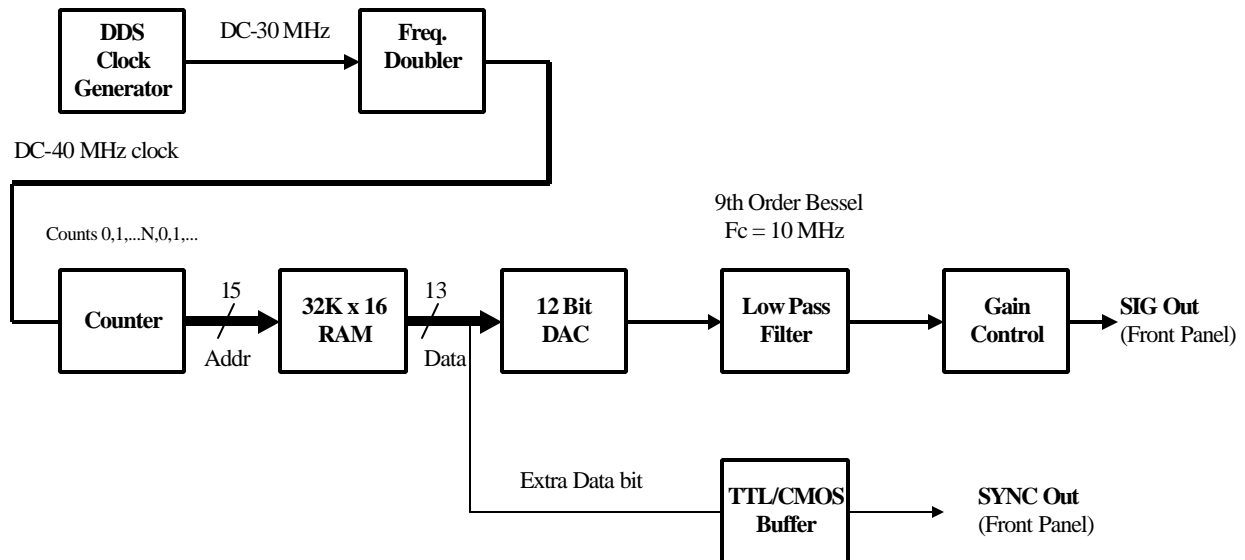 DDS
Clock
Generator
DC-30 MHz
Freq.
Doubler
DC-40 MHz clock
9th Order Bessel
Fc = 10 MHz
Counts 0,1,...N,0,1,...
Counter
15
Addr
32K x 16
RAM
13
Data
12 Bit
DAC
Low Pass
Filter
Gain
Control
SIG Out
(Front Panel)
Extra Data bit
TTL/CMOS
Buffer
SYNC Out
(Front Panel)